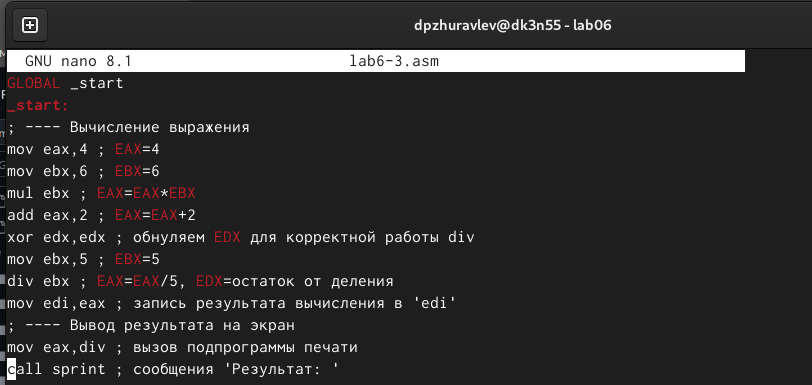 dpzhuravlev@dk3n55 – lab06
GNU nano 8.1 lab6-3.asm
GLOBAL _start
_start:
; ---- Вычисление выражения
mov eax,4 ; EAX=4
mov ebx,6 ; EBX=6
mul ebx ; EAX=EAX*EBX
add eax,2 ; EAX=EAX+2
xor edx,edx ; обнуляем EDX для корректной работы div
mov ebx,5 ; EBX=5
div ebx ; EAX=EAX/5, EDX=остаток от деления
mov edi,eax ; запись результата вычисления в 'edi'
; ---- Вывод результата на экран
mov eax,div ; вызов подпрограммы печати
call sprint ; сообщения 'Результат: '